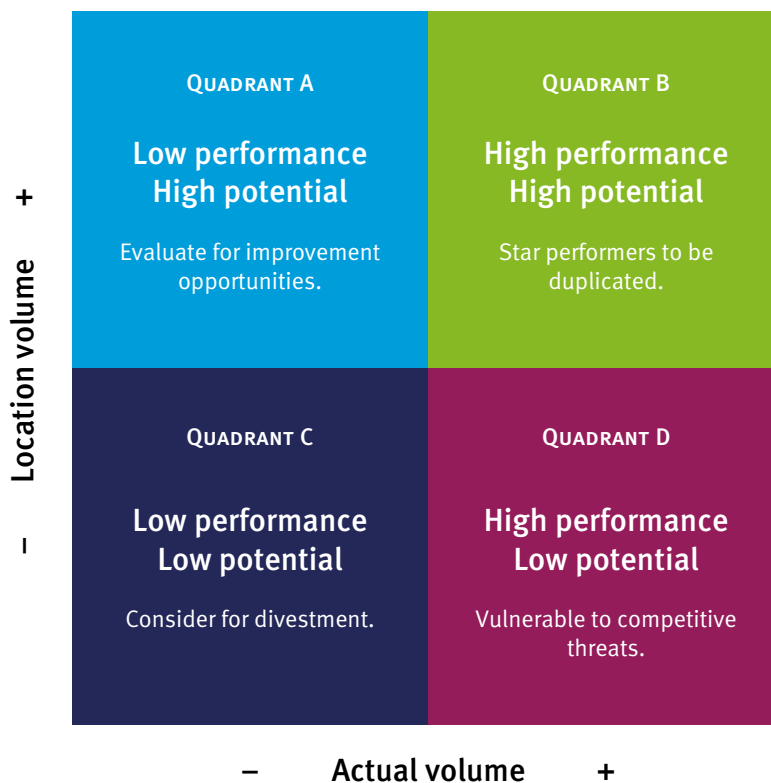 QUADRANT A
Low performance
High potential
Evaluate for improvement
opportunities.
QUADRANT B
High performance
High potential
Star performers to be
duplicated.
QUADRANT C
Low performance
Low potential
Consider for divestment.
QUADRANT D
High performance
Low potential
Vulnerable to competitive
threats.
– Location volume +
– Actual volume +